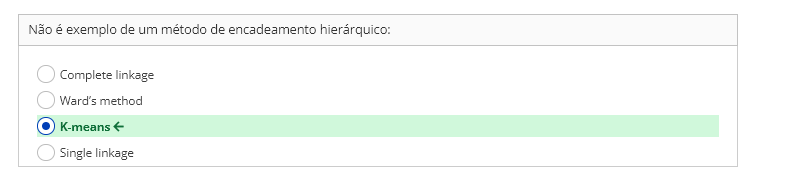 Não é exemplo de um método de encadeamento hierárquico:
Complete linkage
Ward's method
K-means ←
Single linkage